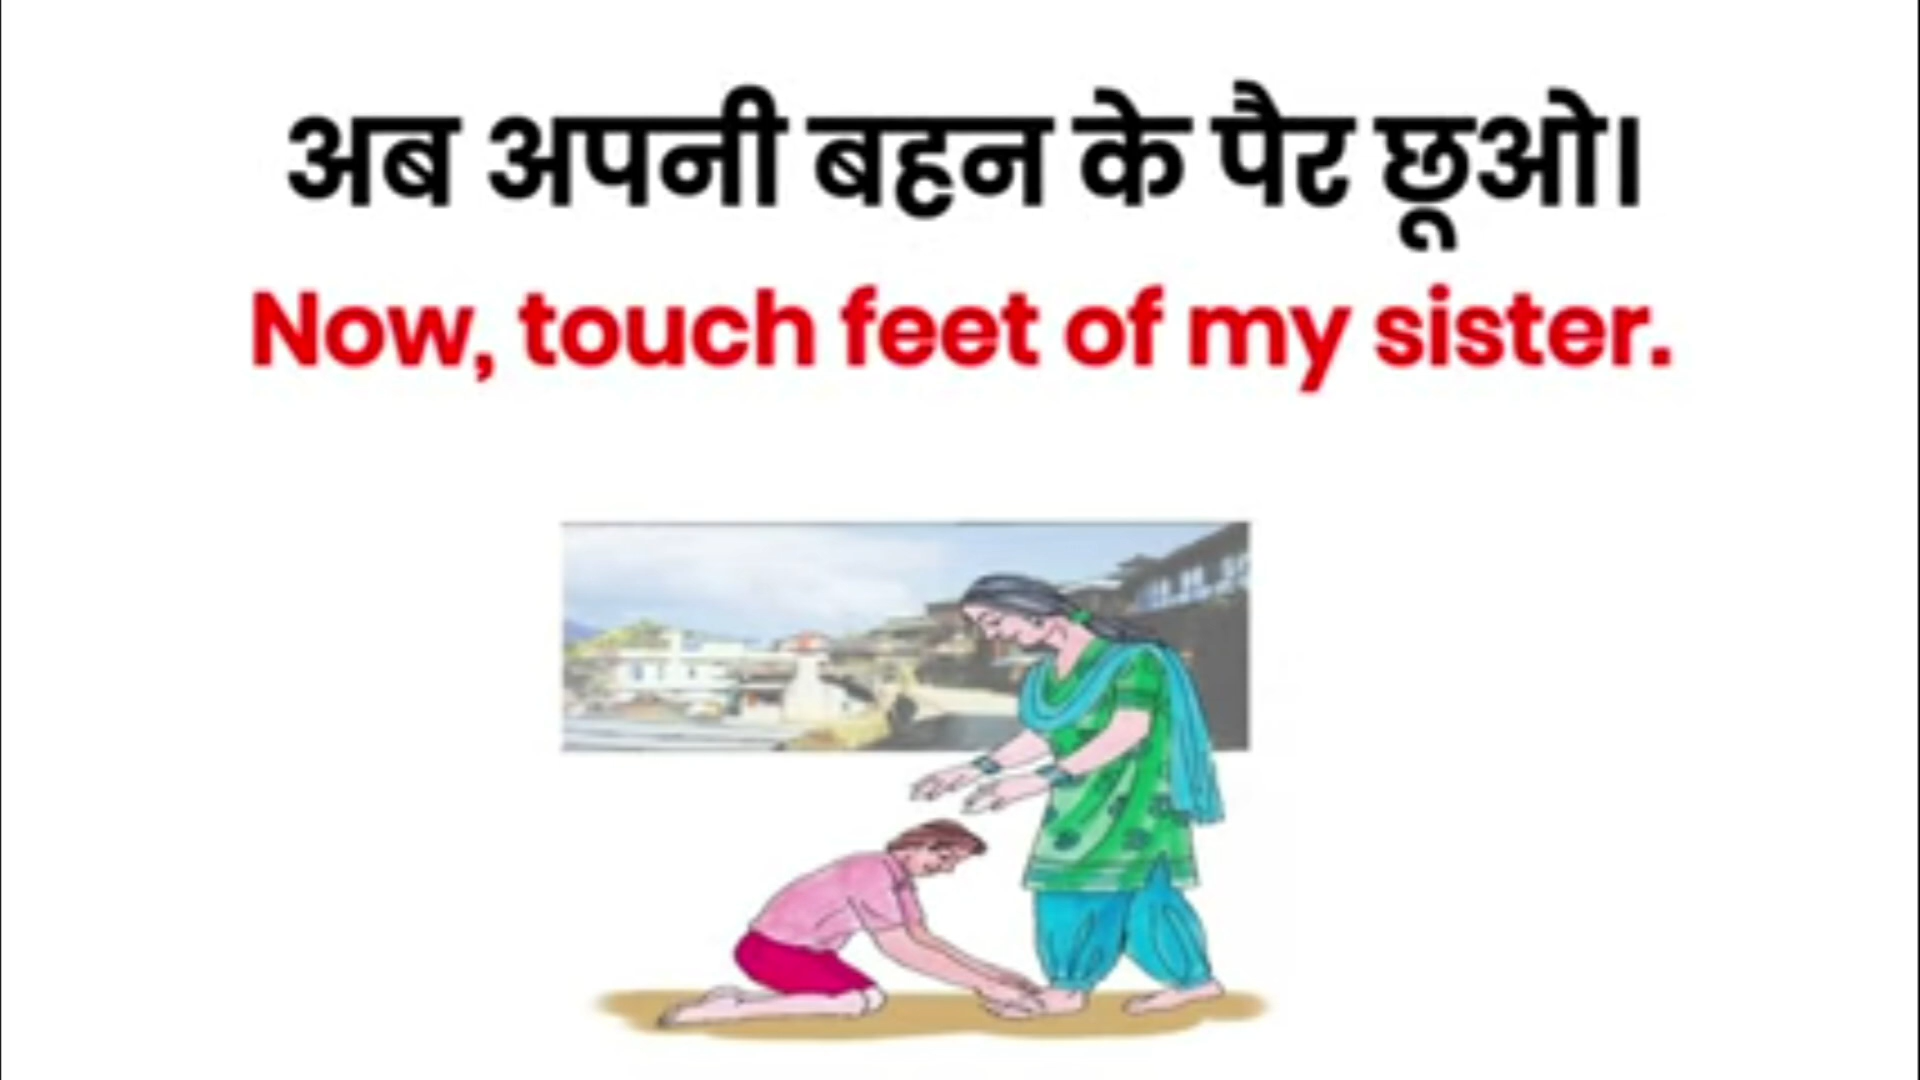 अब अपनी बहन के पैर छूओ।
Now, touch feet of my sister.